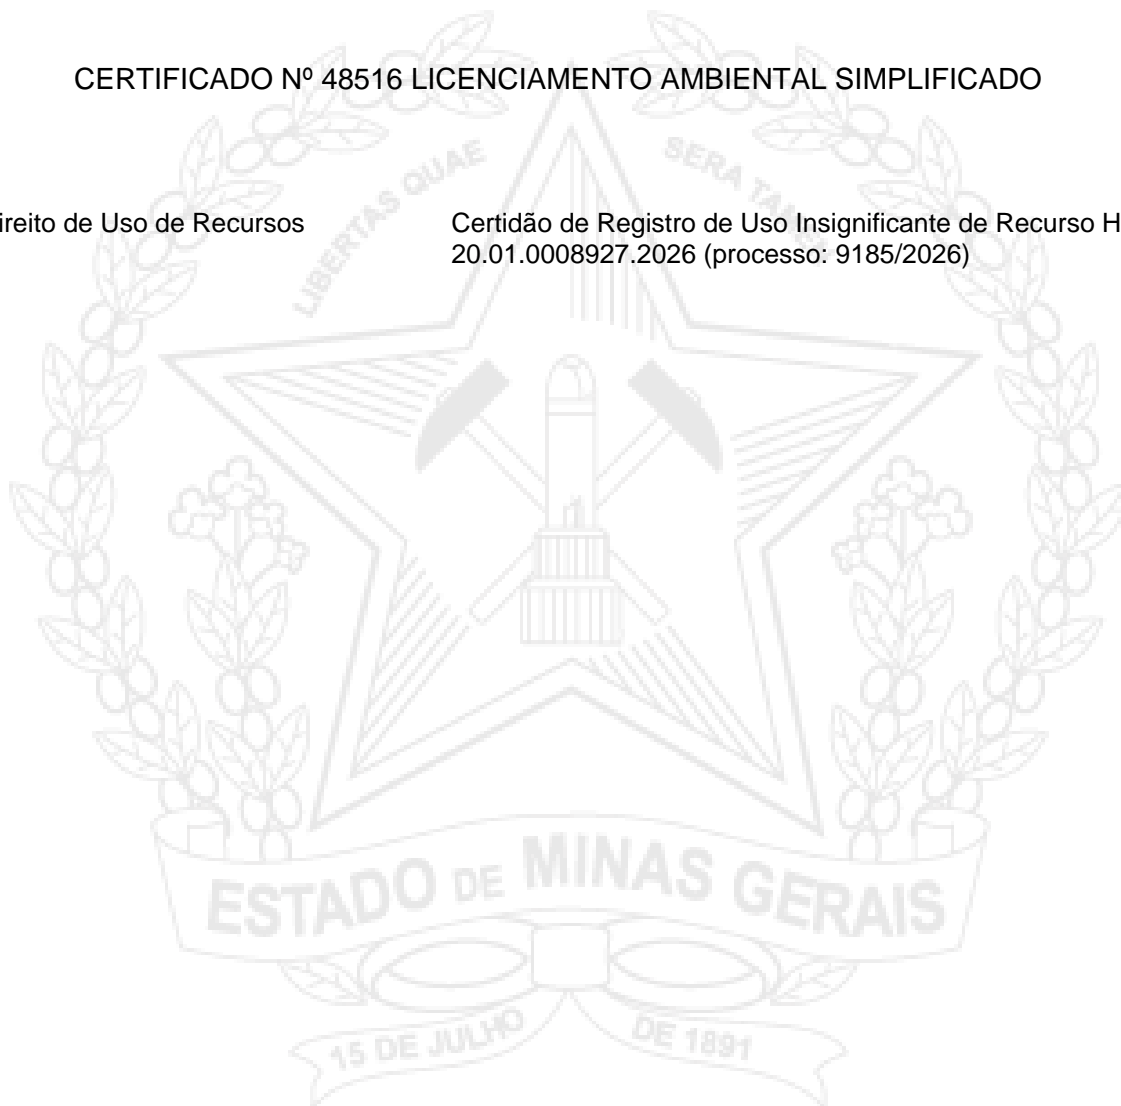 CERTIFICADO Nº 48516 LICENCIAMENTO AMBIENTAL SIMPLIFICADO
LIBERTAS QUAE SERA TAMEN
ireito de Uso de Recursos
Certidão de Registro de Uso Insignificante de Recurso H
20.01.0008927.2026 (processo: 9185/2026)
ESTADO DE MINAS GERAIS
15 DE JULHO DE 1891